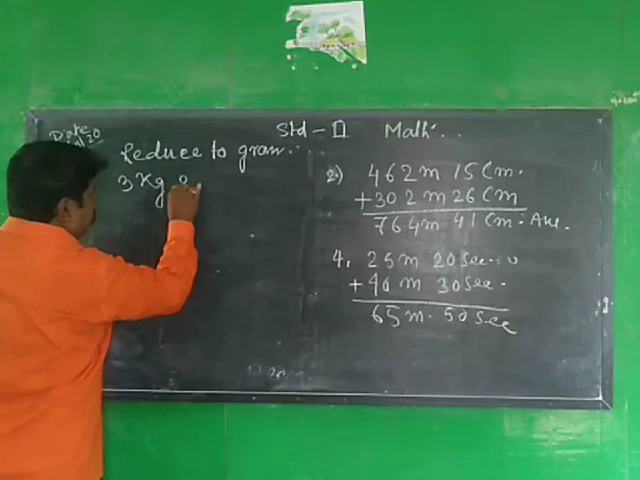 Date
Std - II Math'..
Reduce to gram..
3 Kg
2) 462 m 15 Cm.
+ 302 m 26 Cm
764 m 41 Cm. Ans.
4. 25 m 20 Sec.
+ 40 m 30 Sec.
65 m. 50 Sec